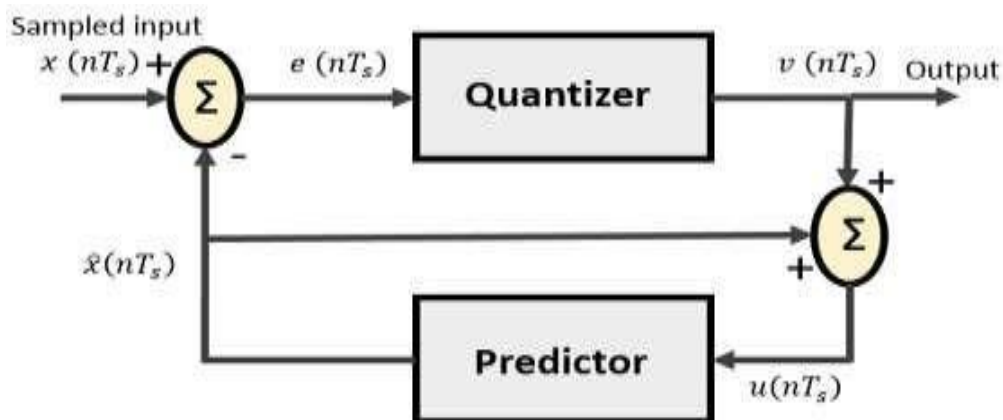 Sampled input
x (nTₛ) +
Σ
-
e (nTₛ)
Quantizer
v (nTₛ)
Output
+
Σ
+
x̂(nTₛ)
Predictor
u(nTₛ)